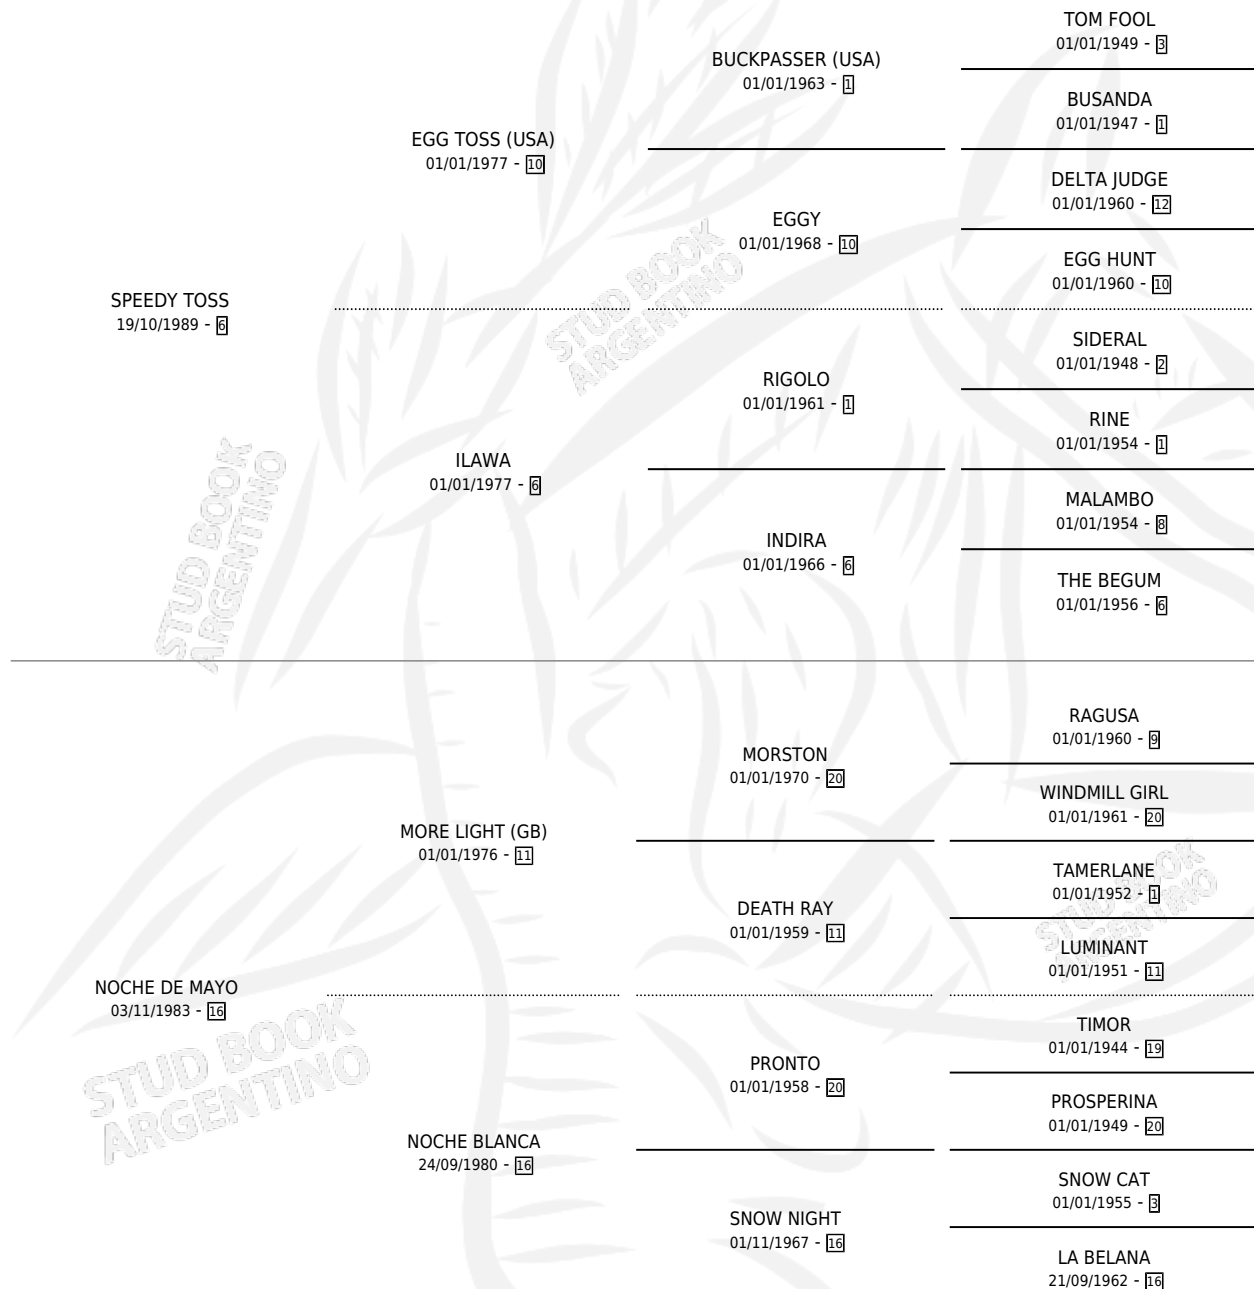 TOM FOOL
01/01/1949 - 3
BUCKPASSER (USA)
01/01/1963 - 1
BUSANDA
01/01/1947 - 1
EGG TOSS (USA)
01/01/1977 - 10
DELTA JUDGE
01/01/1960 - 12
EGGY
01/01/1968 - 10
EGG HUNT
01/01/1960 - 10
SPEEDY TOSS
19/10/1989 - 6
STUD BOOK
ARGENTINO
SIDERAL
01/01/1948 - 2
RIGOLO
01/01/1961 - 1
RINE
01/01/1954 - 1
ILAWA
01/01/1977 - 6
MALAMBO
01/01/1954 - 8
INDIRA
01/01/1966 - 6
THE BEGUM
01/01/1956 - 6
STUD BOOK
ARGENTINO
RAGUSA
01/01/1960 - 9
MORSTON
01/01/1970 - 20
WINDMILL GIRL
01/01/1961 - 20
MORE LIGHT (GB)
01/01/1976 - 11
TAMERLANE
01/01/1952 - 1
DEATH RAY
01/01/1959 - 11
LUMINANT
01/01/1951 - 11
STUD BOOK
ARGENTINO
NOCHE DE MAYO
03/11/1983 - 16
STUD BOOK
ARGENTINO
TIMOR
01/01/1944 - 19
PRONTO
01/01/1958 - 20
PROSPERINA
01/01/1949 - 20
NOCHE BLANCA
24/09/1980 - 16
SNOW CAT
01/01/1955 - 3
SNOW NIGHT
01/11/1967 - 16
LA BELANA
21/09/1962 - 16